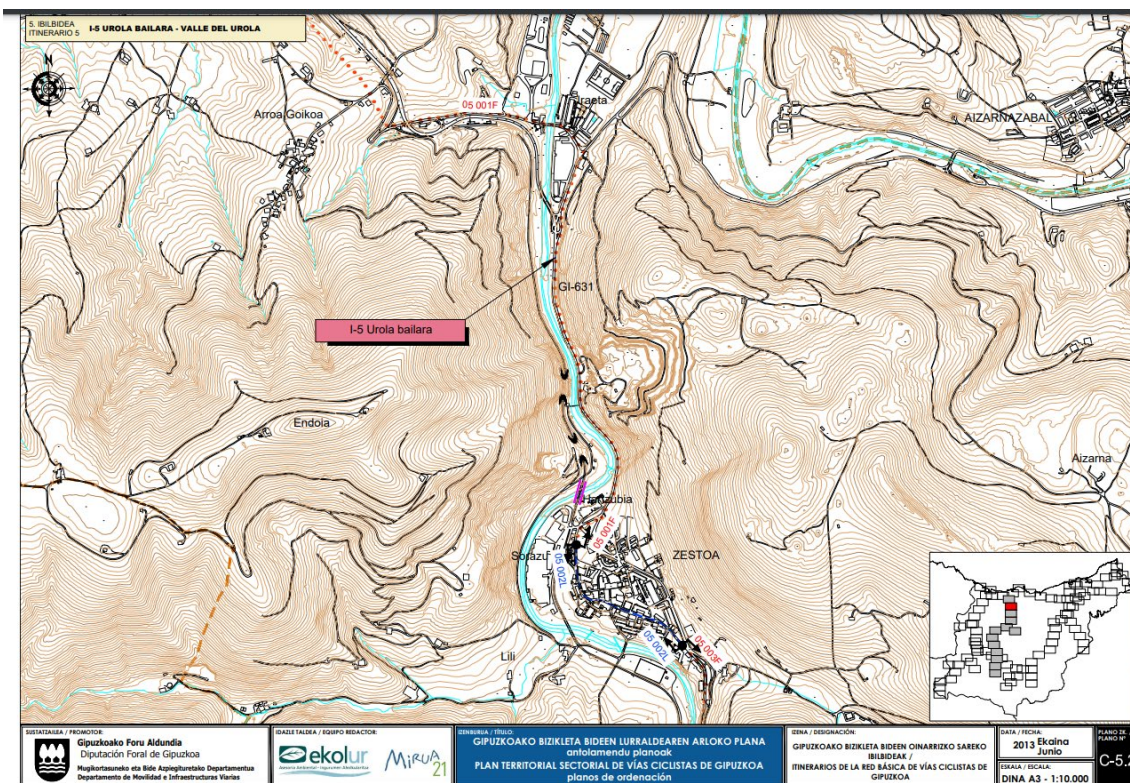 5. IBILBIDEA
ITINERARIO 5
I-5 UROLA BAILARA - VALLE DEL UROLA
N
05 001F
Iraeta
Arroa Goikoa
AIZARNAZABAL
GI-631
I-5 Urola bailara
Endoia
Aizarna
Hartzubia
05 001F
Sorazu
ZESTOA
05 002L
05 002L
05 003F
Lili
SUSTATZAILEA / PROMOTOR:
Gipuzkoako Foru Aldundia
Diputación Foral de Gipuzkoa
Mugikortasuneko eta Bide Azpiegituretako Departamentua
Departamento de Movilidad e Infraestructuras Viarias
IDAZLE TALDEA / EQUIPO REDACTOR:
ekolur
Asesoría Ambiental - Ingurumen Aholkularitza
MIRUA
21
IZENBURUA / TÍTULO:
GIPUZKOAKO BIZIKLETA BIDEEN LURRALDEAREN ARLOKO PLANA
antolamendu planoak
PLAN TERRITORIAL SECTORIAL DE VÍAS CICLISTAS DE GIPUZKOA
planos de ordenación
IZENA / DESIGNACIÓN:
GIPUZKOAKO BIZIKLETA BIDEEN OINARRIZKO SAREKO
IBILBIDEAK /
ITINERARIOS DE LA RED BÁSICA DE VÍAS CICLISTAS DE
GIPUZKOA
DATA / FECHA:
2013 Ekaina
Junio
ESKALA / ESCALA:
DINA A3 - 1:10.000
PLANO ZK. /
PLANO Nº
C-5.2